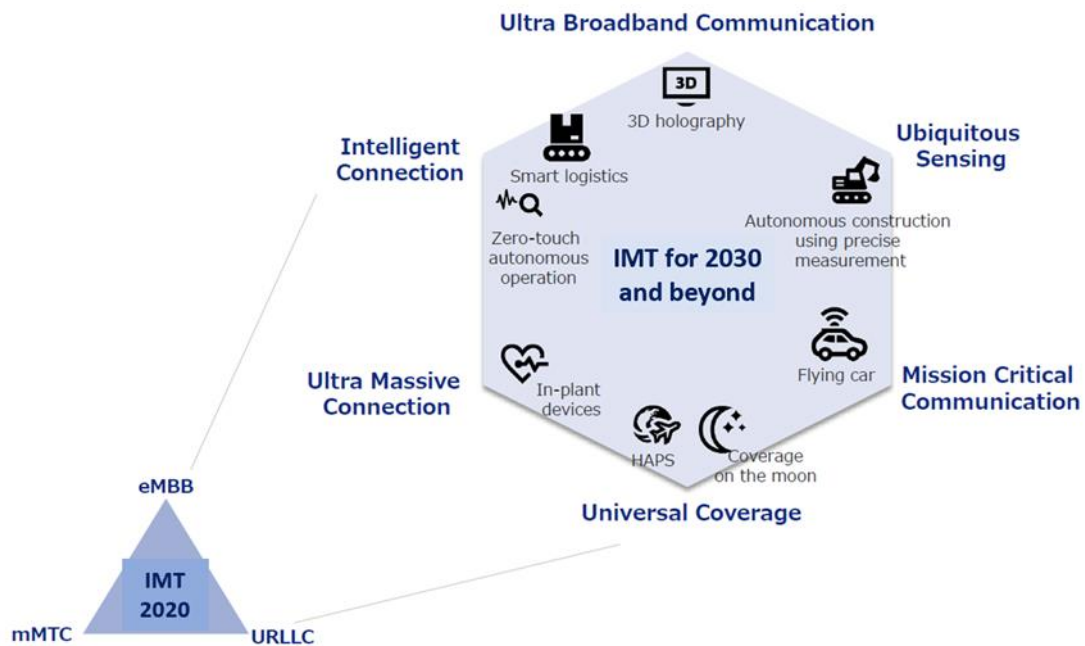 Ultra Broadband Communication
3D
3D holography
Intelligent
Connection
Ubiquitous
Sensing
Smart logistics
Zero-touch
autonomous
operation
Autonomous construction
using precise
measurement
IMT for 2030
and beyond
Ultra Massive
Connection
In-plant
devices
Flying car
Mission Critical
Communication
HAPS
Coverage
on the moon
Universal Coverage
eMBB
IMT
2020
mMTC
URLLC